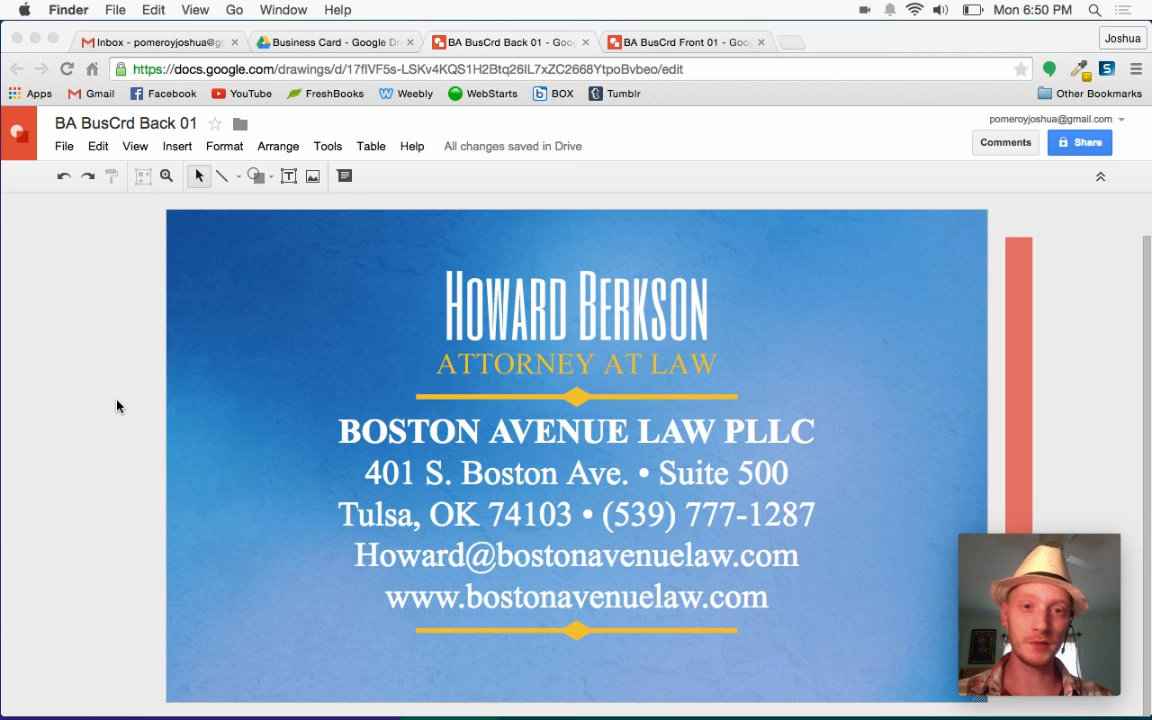 Finder File Edit View Go Window Help Mon 6:50 PM
Inbox - pomeroyjoshua@g Business Card - Google Dr BA BusCrd Back 01 - Goo BA BusCrd Front 01 - Goo Joshua
https://docs.google.com/drawings/d/17flVF5s-LSKv4KQS1H2Btq26IL7xZC2668YtpoBvbeo/edit
Apps Gmail Facebook YouTube FreshBooks Weebly WebStarts BOX Tumblr Other Bookmarks
BA BusCrd Back 01 pomeroyjoshua@gmail.com
File Edit View Insert Format Arrange Tools Table Help All changes saved in Drive Comments Share
HOWARD BERKSON
ATTORNEY AT LAW
BOSTON AVENUE LAW PLLC
401 S. Boston Ave. • Suite 500
Tulsa, OK 74103 • (539) 777-1287
Howard@bostonavenuelaw.com
www.bostonavenuelaw.com